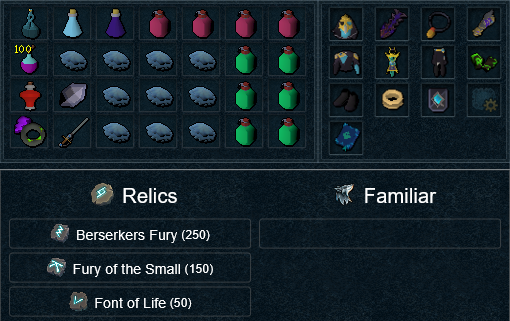 100
Relics
Familiar
Berserkers Fury (250)
Fury of the Small (150)
Font of Life (50)